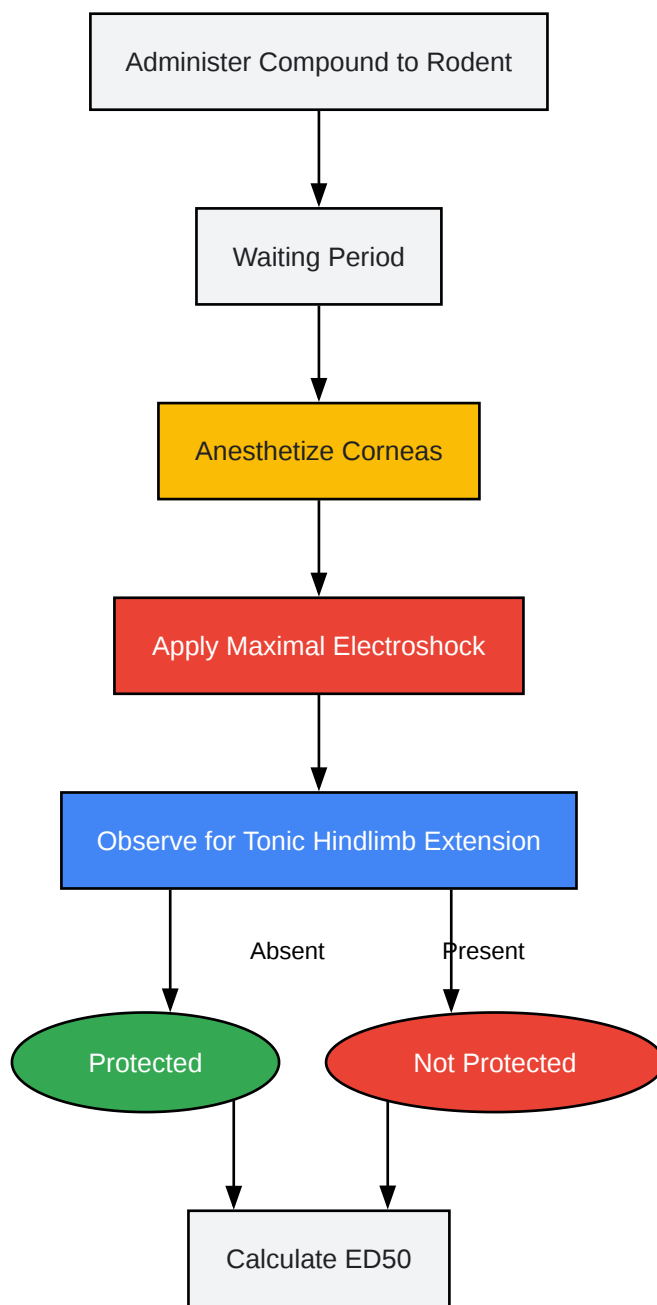 Administer Compound to Rodent
Waiting Period
Anesthetize Corneas
Apply Maximal Electroshock
Observe for Tonic Hindlimb Extension
Absent
Present
Protected
Not Protected
Calculate ED50